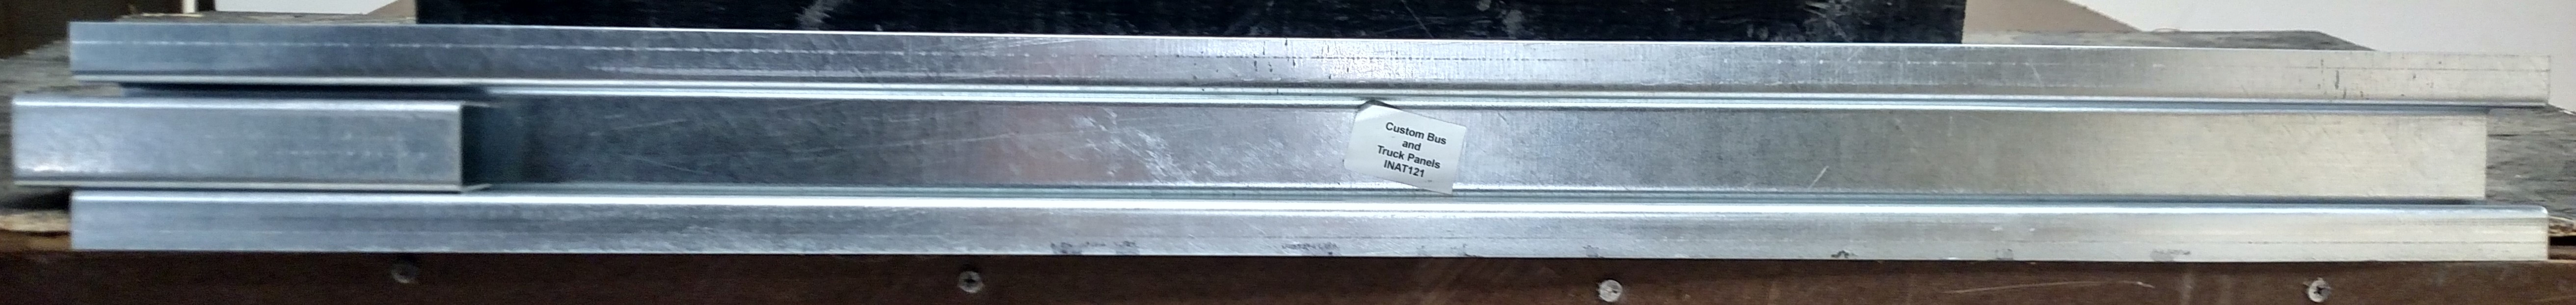 Custom Bus
and
Truck Panels
INAT121